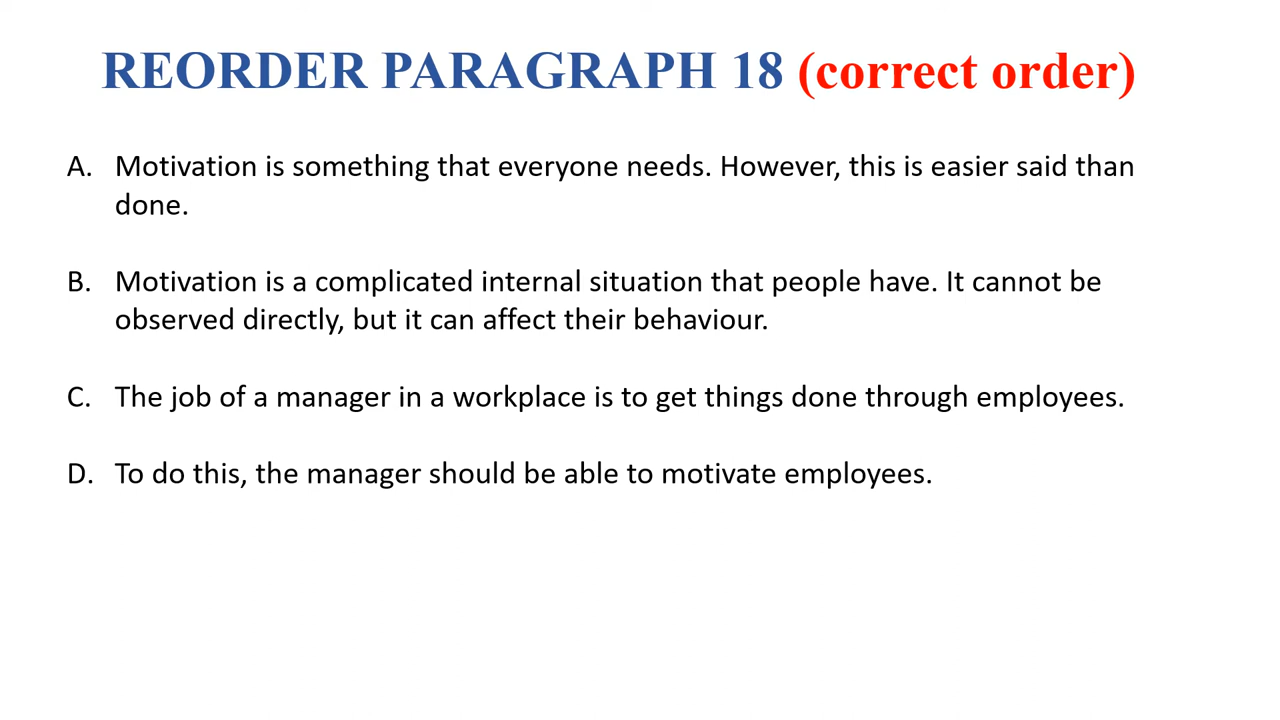 REORDER PARAGRAPH 18 (correct order)
A. Motivation is something that everyone needs. However, this is easier said than
done.
B. Motivation is a complicated internal situation that people have. It cannot be
observed directly, but it can affect their behaviour.
C. The job of a manager in a workplace is to get things done through employees.
D. To do this, the manager should be able to motivate employees.